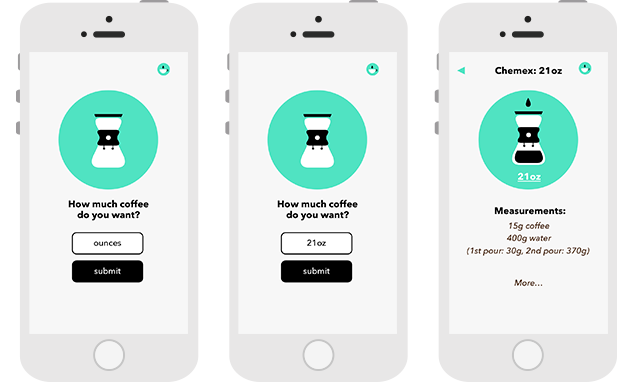 How much coffee
do you want?
ounces
submit
How much coffee
do you want?
21oz
submit
Chemex: 21oz
21oz
Measurements:
15g coffee
400g water
(1st pour: 30g, 2nd pour: 370g)
More...